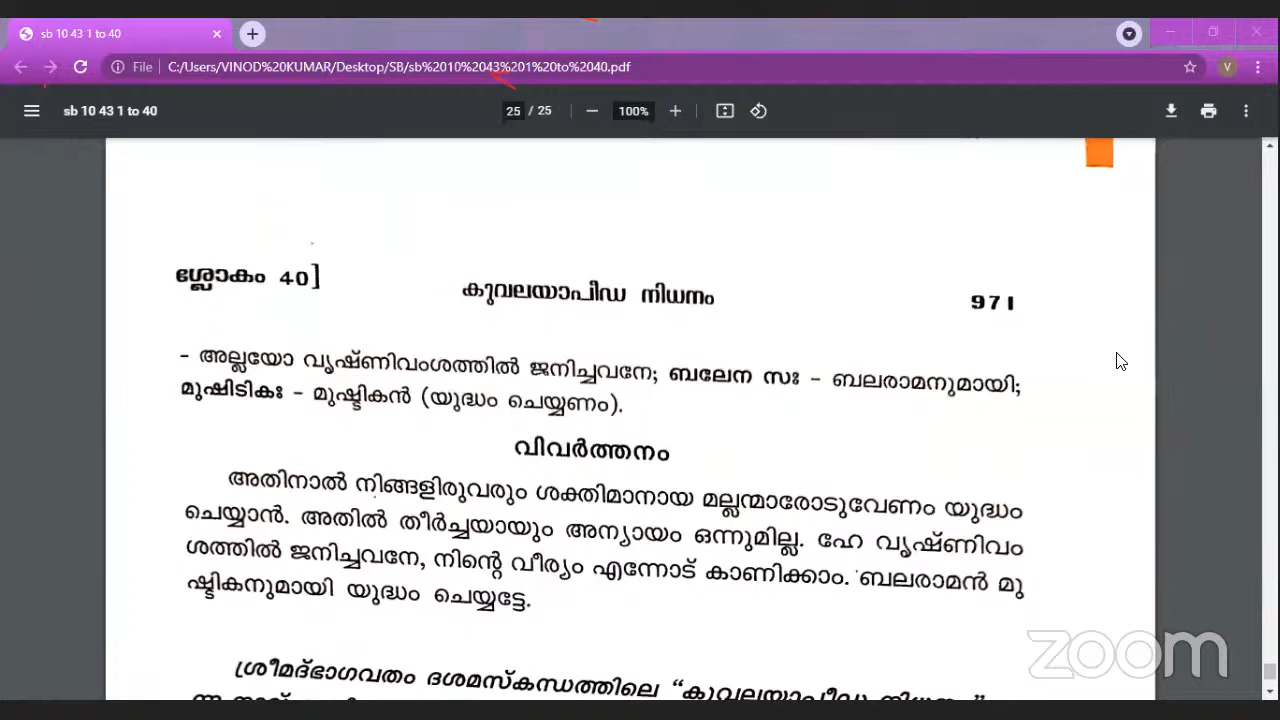 sb 10 43 1 to 40
File C:/Users/VINOD%20KUMAR/Desktop/SB/sb%2010%2043%201%20to%2040.pdf
V
sb 10 43 1 to 40 25 / 25 100%
ശ്ലോകം 40] കുവലയാപീഡ നിധനം 971
- അല്ലയോ വൃഷ്ണിവംശത്തിൽ ജനിച്ചവനേ; ബലേന സഃ - ബലരാമനുമായി;
മുഷിടികഃ - മുഷ്ടികൻ (യുദ്ധം ചെയ്യണം).
വിവർത്തനം
അതിനാൽ നിങ്ങളിരുവരും ശക്തിമാനായ മല്ലന്മാരോടുവേണം യുദ്ധം
ചെയ്യാൻ. അതിൽ തീർച്ചയായും അന്യായം ഒന്നുമില്ല. ഹേ വൃഷ്ണിവം
ശത്തിൽ ജനിച്ചവനേ, നിന്റെ വീര്യം എന്നോട് കാണിക്കാം. ബലരാമൻ മു
ഷ്ടികനുമായി യുദ്ധം ചെയ്യട്ടേ.
zoom
ശ്രീമദ്ഭാഗവതം ദശമസ്കന്ധത്തിലെ “കുവലയാപീഡ നിധനം”